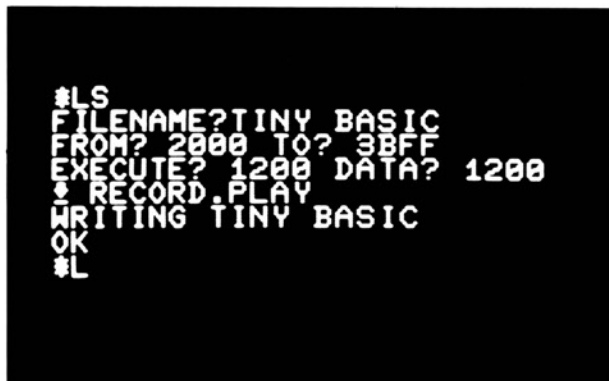 *LS
FILENAME?TINY BASIC
FROM? 2000 TO? 3BFF
EXECUTE? 1200 DATA? 1200
⬇ RECORD.PLAY
WRITING TINY BASIC
OK
*L